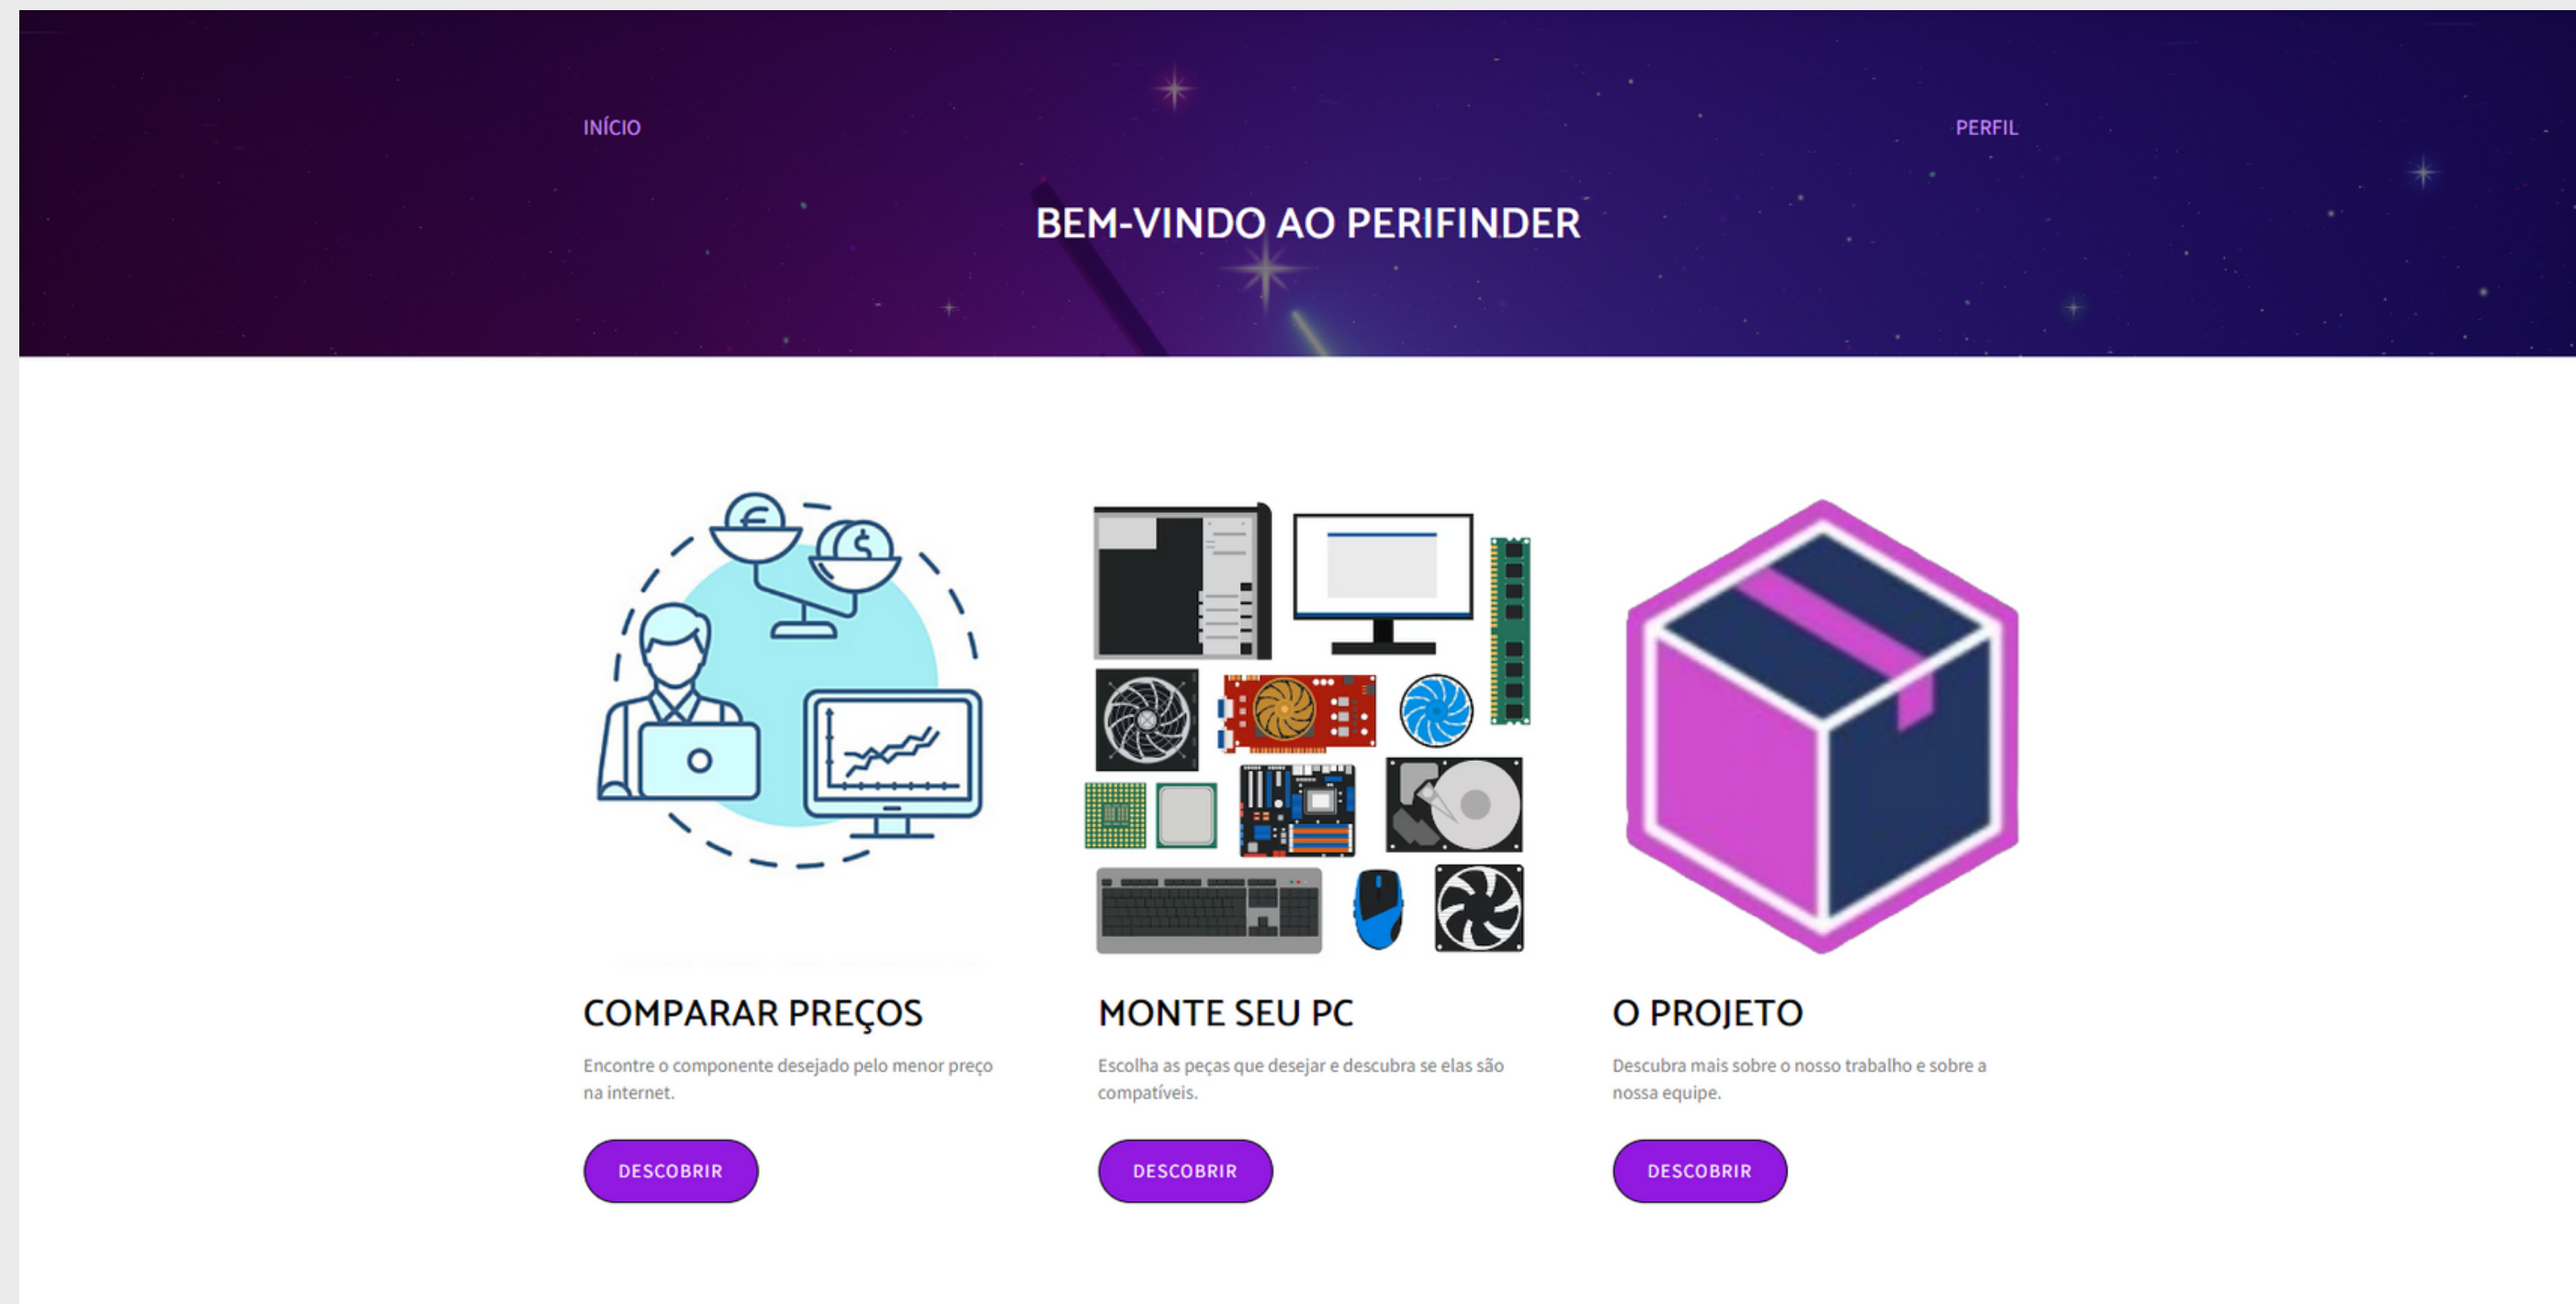 INÍCIO
PERFIL
BEM-VINDO AO PERIFINDER
COMPARAR PREÇOS
Encontre o componente desejado pelo menor preço
na internet.
DESCOBRIR
MONTE SEU PC
Escolha as peças que desejar e descubra se elas são
compatíveis.
DESCOBRIR
O PROJETO
Descubra mais sobre o nosso trabalho e sobre a
nossa equipe.
DESCOBRIR